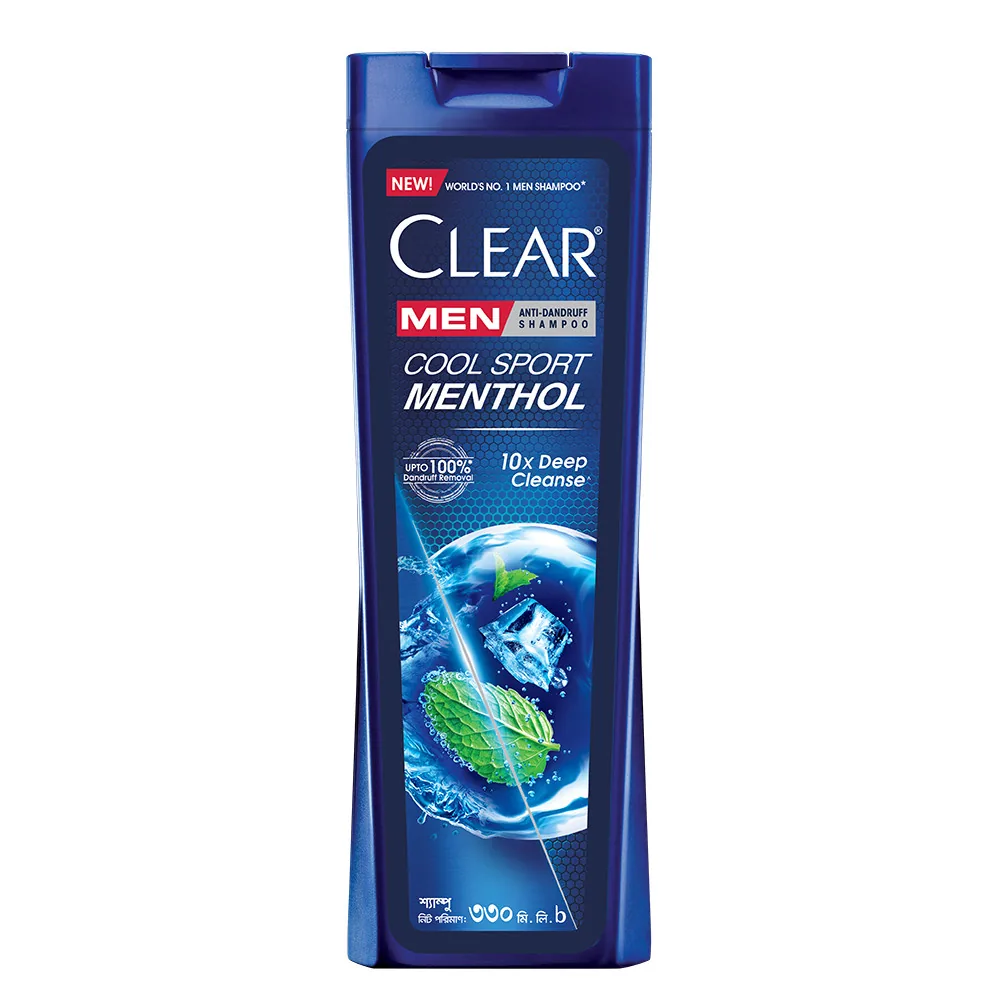 NEW! WORLD'S NO. 1 MEN SHAMPOO*
CLEAR®
MEN ANTI-DANDRUFF
SHAMPOO
COOL SPORT
MENTHOL
UPTO 100%*
Dandruff Removal
10x Deep
Cleanse^
শ্যাম্পু
নিট পরিমাণ: ৩৩০ মি. লি. b